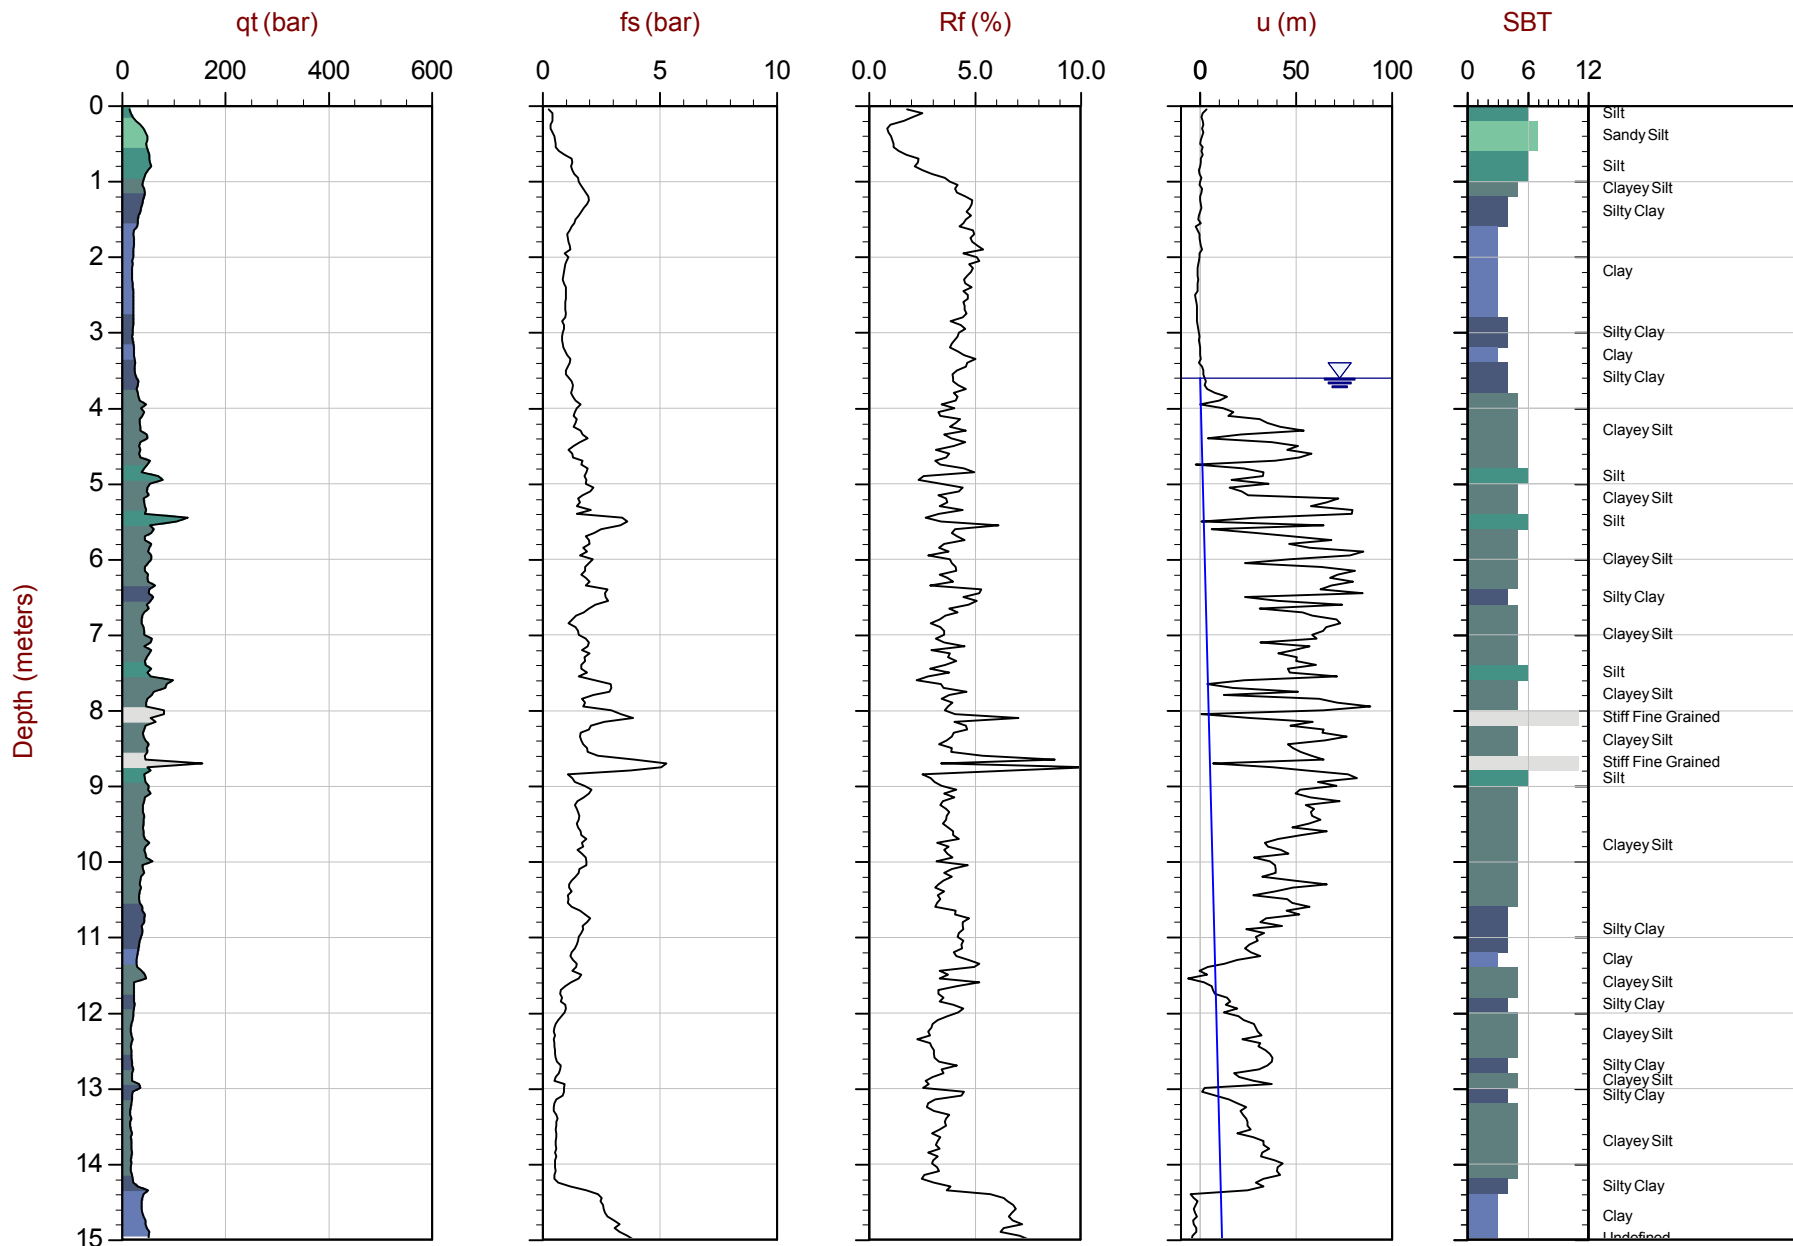 qt (bar)
fs (bar)
Rf (%)
u (m)
SBT
0 200 400 600
0 5 10
0.0 5.0 10.0
0 50 100
0 6 12
Depth (meters)
0
1
2
3
4
5
6
7
8
9
10
11
12
13
14
15
Silt
Sandy Silt
Silt
Clayey Silt
Silty Clay
Clay
Silty Clay
Clay
Silty Clay
Clayey Silt
Silt
Clayey Silt
Silt
Clayey Silt
Silty Clay
Clayey Silt
Silt
Clayey Silt
Stiff Fine Grained
Clayey Silt
Stiff Fine Grained
Silt
Clayey Silt
Silty Clay
Clay
Clayey Silt
Silty Clay
Clayey Silt
Silty Clay
Clayey Silt
Silty Clay
Clayey Silt
Silty Clay
Clay
Undefined